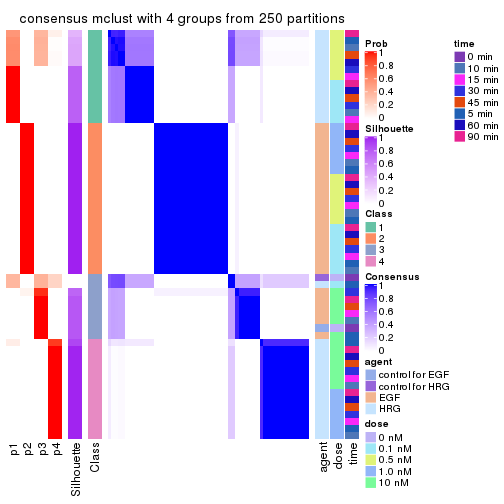 consensus mclust with 4 groups from 250 partitions
Prob
1
0.8
0.6
0.4
0.2
0
Silhouette
1
0.8
0.6
0.4
0.2
0
Class
1
2
3
4
Consensus
1
0.8
0.6
0.4
0.2
0
agent
control for EGF
control for HRG
EGF
HRG
dose
0 nM
0.1 nM
0.5 nM
1.0 nM
10 nM
time
0 min
10 min
15 min
30 min
45 min
5 min
60 min
90 min
p1
p2
p3
p4
Silhouette
Class
agent
dose
time